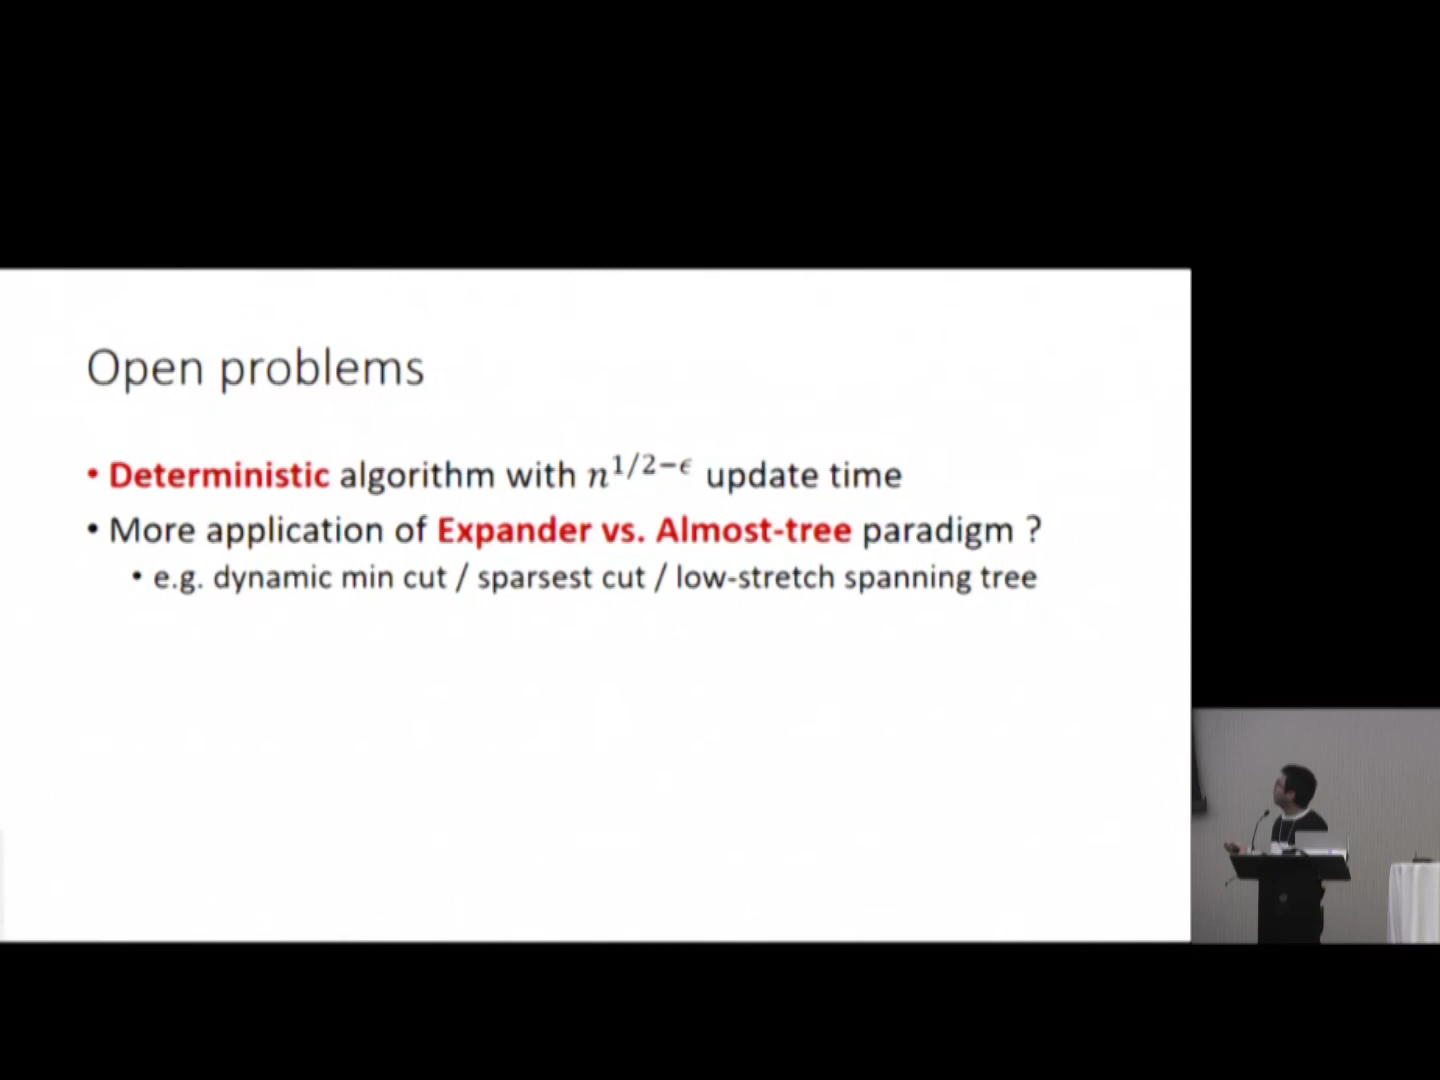 Open problems
• Deterministic algorithm with n^{1/2−ϵ} update time
• More application of Expander vs. Almost-tree paradigm ?
• e.g. dynamic min cut / sparsest cut / low-stretch spanning tree